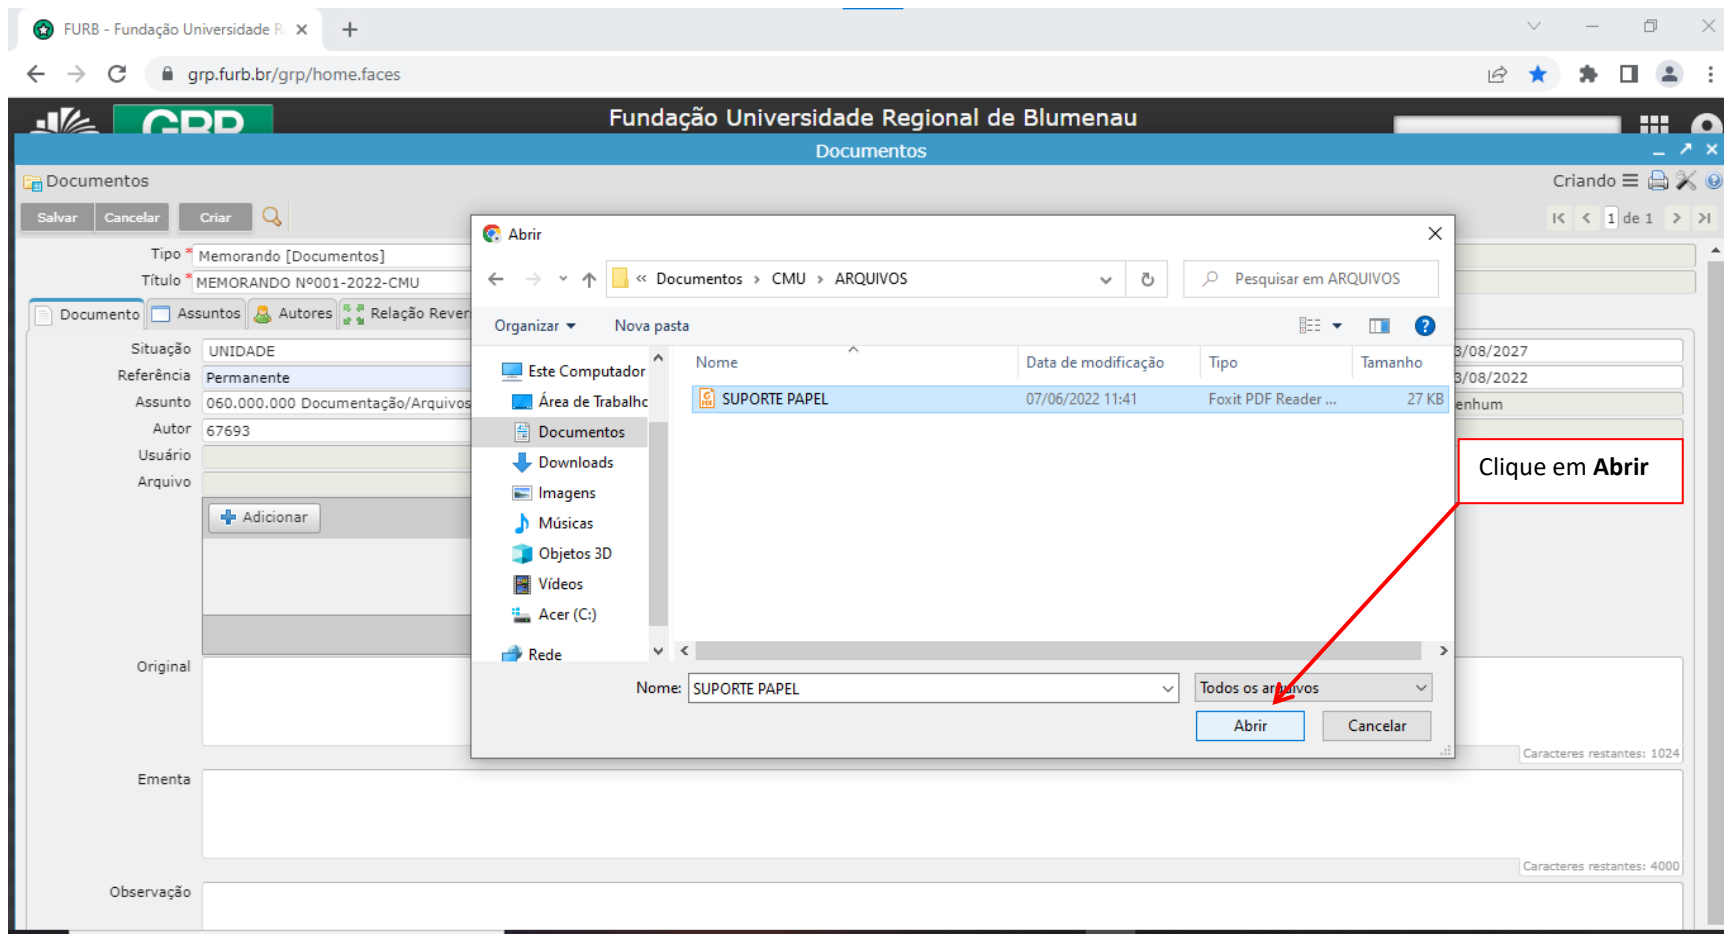 FURB - Fundação Universidade R
grp.furb.br/grp/home.faces
GRP
Fundação Universidade Regional de Blumenau
Documentos
Documentos
Criando
Salvar Cancelar Criar
1 de 1
Tipo * Memorando [Documentos]
Título * MEMORANDO Nº001-2022-CMU
Documento Assuntos Autores Relação Rever
Situação UNIDADE
3/08/2027
Referência Permanente
3/08/2022
Assunto 060.000.000 Documentação/Arquivos
enhum
Autor 67693
Usuário
Arquivo
Adicionar
Original
Caracteres restantes: 1024
Ementa
Caracteres restantes: 4000
Observação
Abrir
« Documentos > CMU > ARQUIVOS
Pesquisar em ARQUIVOS
Organizar Nova pasta
Este Computador
Área de Trabalho
Documentos
Downloads
Imagens
Músicas
Objetos 3D
Vídeos
Acer (C:)
Rede
Nome Data de modificação Tipo Tamanho
SUPORTE PAPEL 07/06/2022 11:41 Foxit PDF Reader ... 27 KB
Nome: SUPORTE PAPEL
Todos os arquivos
Abrir Cancelar
Clique em Abrir